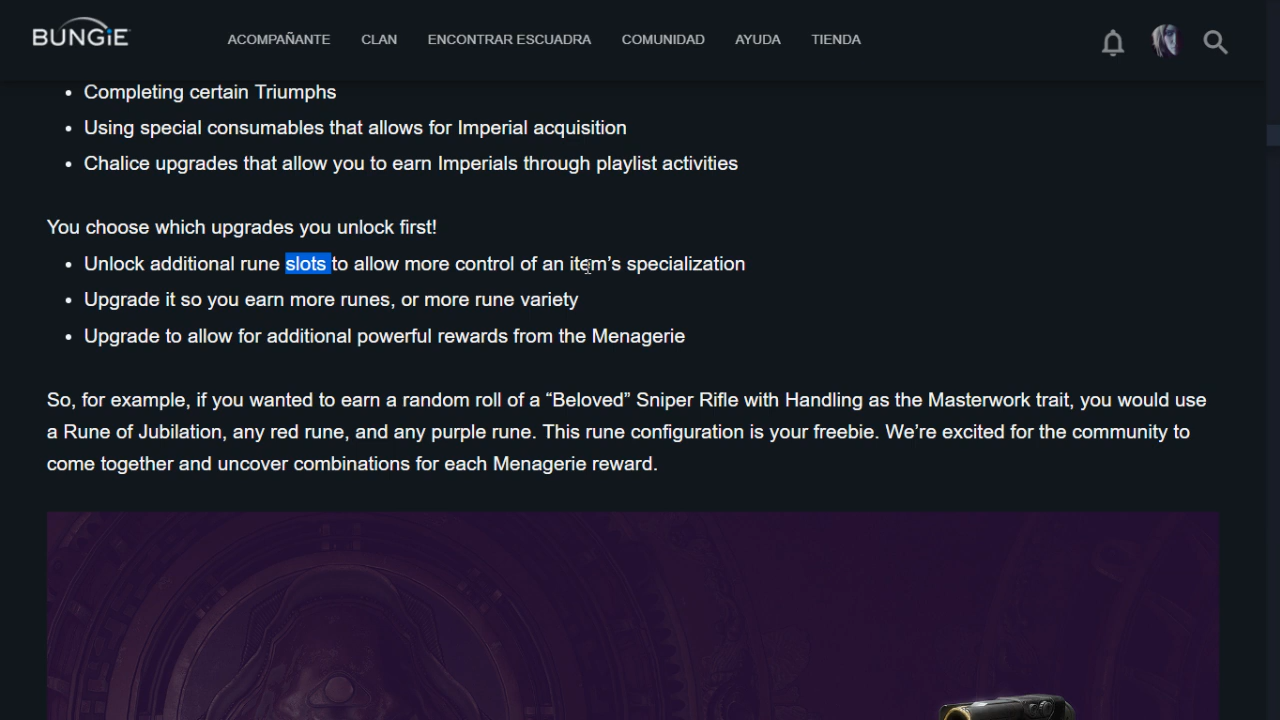 BUNGiE
ACOMPAÑANTE CLAN ENCONTRAR ESCUADRA COMUNIDAD AYUDA TIENDA
• Completing certain Triumphs
• Using special consumables that allows for Imperial acquisition
• Chalice upgrades that allow you to earn Imperials through playlist activities
You choose which upgrades you unlock first!
• Unlock additional rune slots to allow more control of an item’s specialization
• Upgrade it so you earn more runes, or more rune variety
• Upgrade to allow for additional powerful rewards from the Menagerie
So, for example, if you wanted to earn a random roll of a “Beloved” Sniper Rifle with Handling as the Masterwork trait, you would use
a Rune of Jubilation, any red rune, and any purple rune. This rune configuration is your freebie. We’re excited for the community to
come together and uncover combinations for each Menagerie reward.